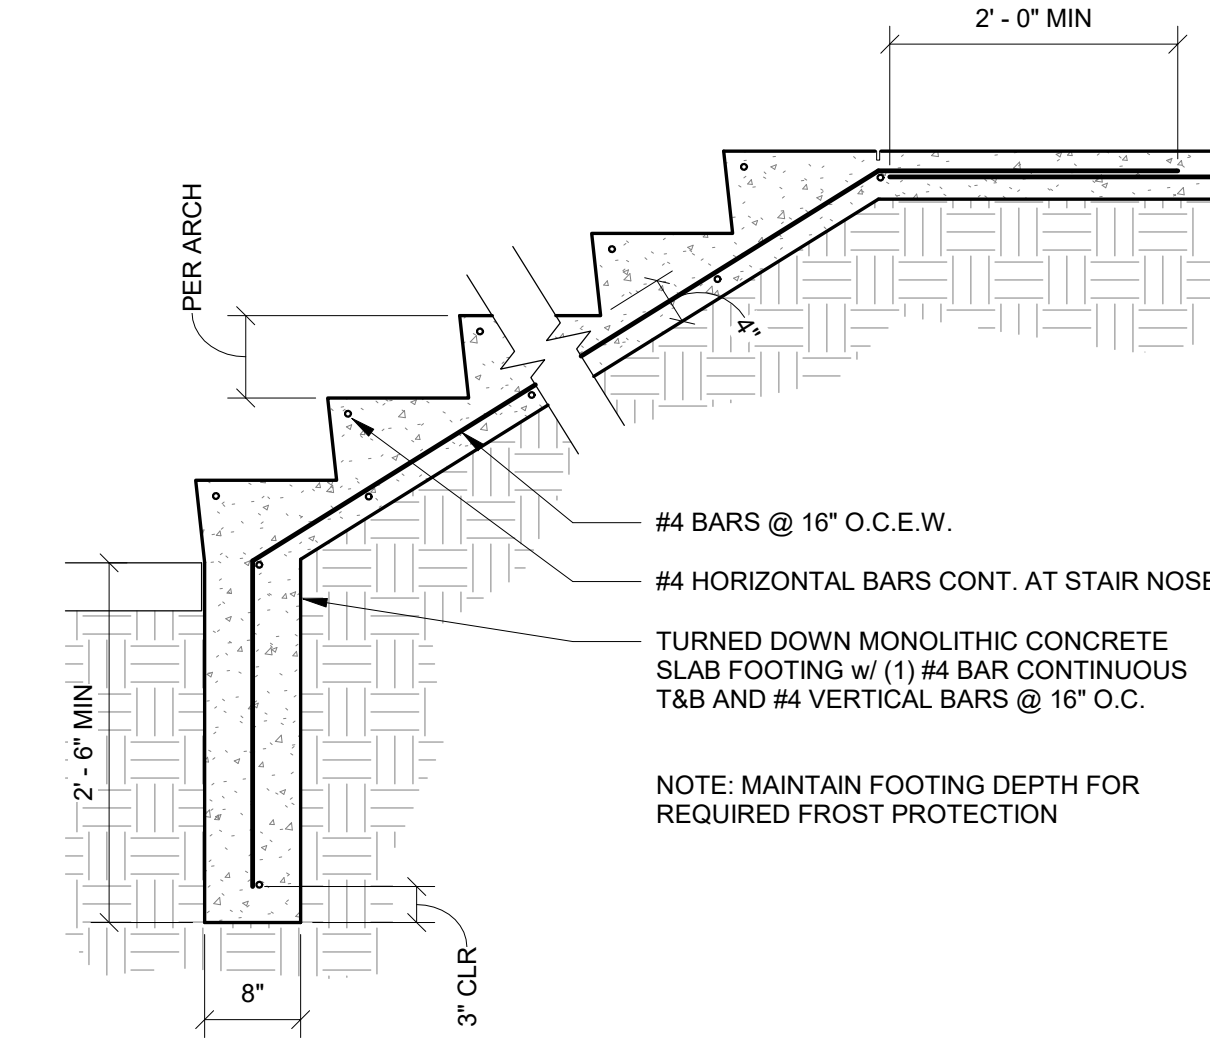 2' - 0" MIN
PER ARCH
4"
#4 BARS @ 16" O.C.E.W.
#4 HORIZONTAL BARS CONT. AT STAIR NOSE
TURNED DOWN MONOLITHIC CONCRETE
SLAB FOOTING w/ (1) #4 BAR CONTINUOUS
T&B AND #4 VERTICAL BARS @ 16" O.C.
2' - 6" MIN
NOTE: MAINTAIN FOOTING DEPTH FOR
REQUIRED FROST PROTECTION
3" CLR
8"